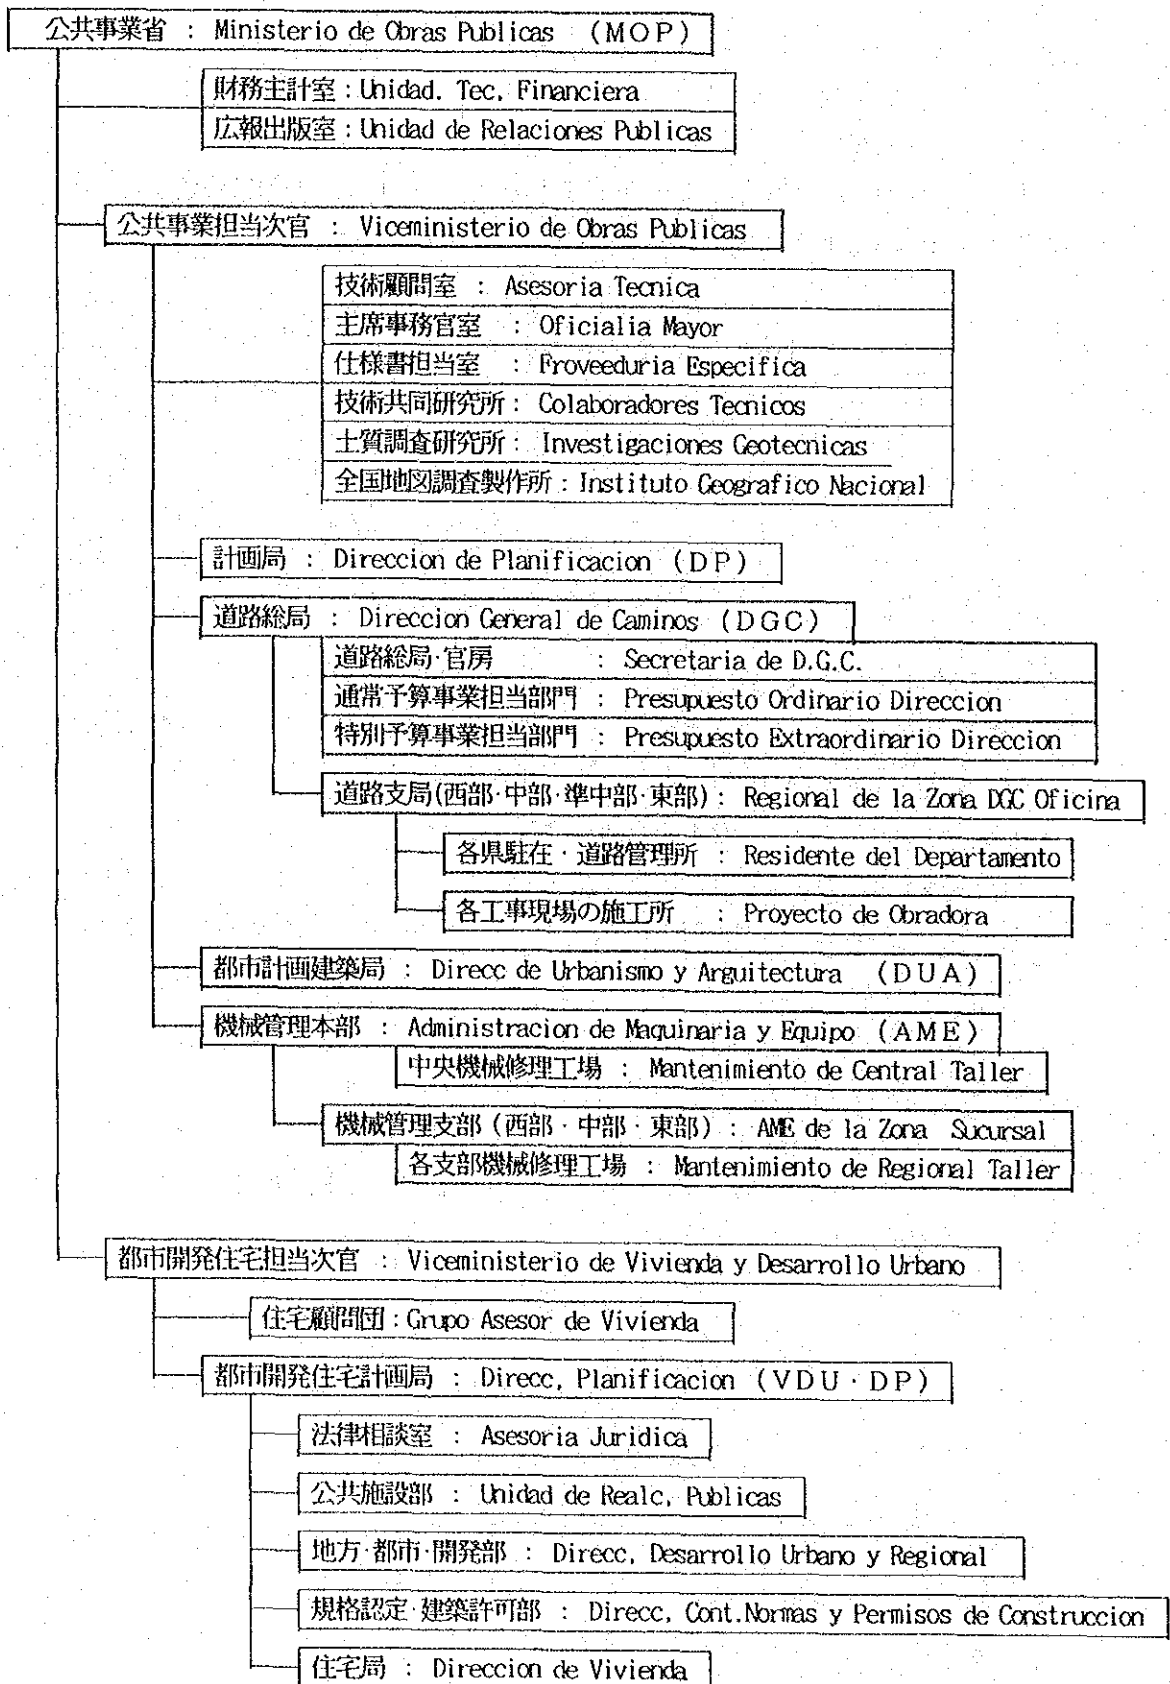 公共事業省 : Ministerio de Obras Publicas (MOP)
財務主計室 : Unidad. Tec, Financiera
広報出版室 : Unidad de Relaciones Publicas
公共事業担当次官 : Viceministerio de Obras Publicas
技術顧問室 : Asesoria Tecnica
主席事務官室 : Oficialia Mayor
仕様書担当室 : Froveeduria Especifica
技術共同研究所 : Colaboradores Tecnicos
土質調査研究所 : Investigaciones Geotecnicas
全国地図調査製作所 : Instituto Geografico Nacional
計画局 : Direccion de Planificacion (DP)
道路総局 : Direccion General de Caminos (DGC)
道路総局·官房 : Secretaria de D.G.C.
通常予算事業担当部門 : Presupuesto Ordinario Direccion
特別予算事業担当部門 : Presupuesto Extraordinario Direccion
道路支局(西部·中部·準中部·東部) : Regional de la Zona DGC Oficina
各県駐在·道路管理所 : Residente del Departamento
各工事現場の施工所 : Proyecto de Obradora
都市計画建築局 : Direcc de Urbanismo y Arguitectura (DUA)
機械管理本部 : Administracion de Maquinaria y Equipo (AME)
中央機械修理工場 : Mantenimiento de Central Taller
機械管理支部 (西部·中部·東部) : AME de la Zona Sucursal
各支部機械修理工場 : Mantenimiento de Regional Taller
都市開発住宅担当次官 : Viceministerio de Vivienda y Desarrollo Urbano
住宅顧問団 : Grupo Asesor de Vivienda
都市開発住宅計画局 : Direcc, Planificacion (VDU·DP)
法律相談室 : Asesoria Juridica
公共施設部 : Unidad de Realc, Publicas
地方·都市·開発部 : Direcc, Desarrollo Urbano y Regional
規格認定·建築許可部 : Direcc, Cont.Normas y Permisos de Construccion
住宅局 : Direccion de Vivienda